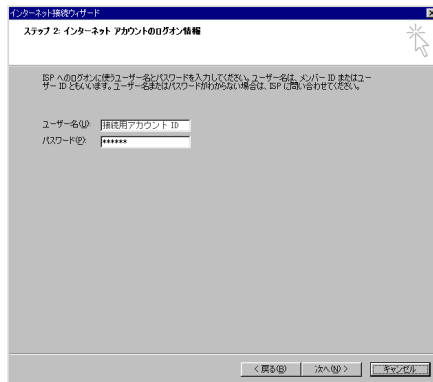 インターネット接続ウィザード
ステップ 2: インターネット アカウントのログオン情報
ISP へのログオンに使うユーザー名とパスワードを入力してください。ユーザー名は、メンバー ID またはユー
ザー ID ともいいます。ユーザー名またはパスワードがわからない場合は、ISP に問い合わせてください。
ユーザー名(U): 接続用アカウント ID
パスワード(P): ******
< 戻る(B) 次へ(N) > キャンセル